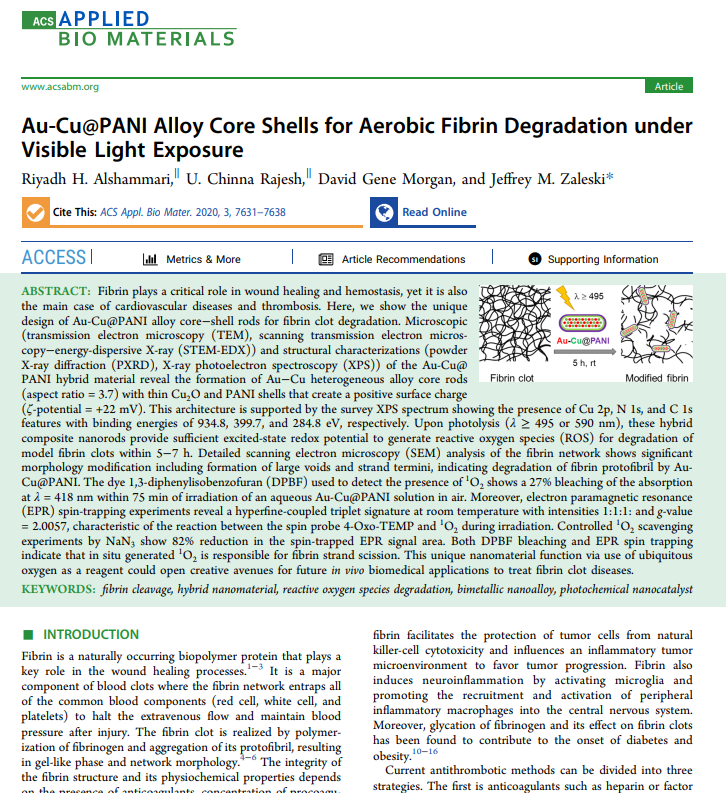 ACS APPLIED
BIO MATERIALS
www.acsabm.org
Article
Au-Cu@PANI Alloy Core Shells for Aerobic Fibrin Degradation under
Visible Light Exposure
Riyadh H. Alshammari,∥ U. Chinna Rajesh,∥ David Gene Morgan, and Jeffrey M. Zaleski*
Cite This: ACS Appl. Bio Mater. 2020, 3, 7631−7638
Read Online
ACCESS
Metrics & More
Article Recommendations
SI Supporting Information
ABSTRACT: Fibrin plays a critical role in wound healing and hemostasis, yet it is also
the main case of cardiovascular diseases and thrombosis. Here, we show the unique
design of Au-Cu@PANI alloy core−shell rods for fibrin clot degradation. Microscopic
(transmission electron microscopy (TEM), scanning transmission electron micros-
copy−energy-dispersive X-ray (STEM-EDX)) and structural characterizations (powder
X-ray diffraction (PXRD), X-ray photoelectron spectroscopy (XPS)) of the Au-Cu@
PANI hybrid material reveal the formation of Au−Cu heterogeneous alloy core rods
(aspect ratio = 3.7) with thin Cu₂O and PANI shells that create a positive surface charge
(ζ-potential = +22 mV). This architecture is supported by the survey XPS spectrum showing the presence of Cu 2p, N 1s, and C 1s
features with binding energies of 934.8, 399.7, and 284.8 eV, respectively. Upon photolysis (λ ≥ 495 or 590 nm), these hybrid
composite nanorods provide sufficient excited-state redox potential to generate reactive oxygen species (ROS) for degradation of
model fibrin clots within 5−7 h. Detailed scanning electron microscopy (SEM) analysis of the fibrin network shows significant
morphology modification including formation of large voids and strand termini, indicating degradation of fibrin protofibril by Au-
Cu@PANI. The dye 1,3-diphenylisobenzofuran (DPBF) used to detect the presence of ¹O₂ shows a 27% bleaching of the absorption
at λ = 418 nm within 75 min of irradiation of an aqueous Au-Cu@PANI solution in air. Moreover, electron paramagnetic resonance
(EPR) spin-trapping experiments reveal a hyperfine-coupled triplet signature at room temperature with intensities 1:1:1: and g-value
= 2.0057, characteristic of the reaction between the spin probe 4-Oxo-TEMP and ¹O₂ during irradiation. Controlled ¹O₂ scavenging
experiments by NaN₃ show 82% reduction in the spin-trapped EPR signal area. Both DPBF bleaching and EPR spin trapping
indicate that in situ generated ¹O₂ is responsible for fibrin strand scission. This unique nanomaterial function via use of ubiquitous
oxygen as a reagent could open creative avenues for future in vivo biomedical applications to treat fibrin clot diseases.
λ ≥ 495
Au-Cu@PANI
5 h, rt
Fibrin clot
Modified fibrin
KEYWORDS: fibrin cleavage, hybrid nanomaterial, reactive oxygen species degradation, bimetallic nanoalloy, photochemical nanocatalyst
■ INTRODUCTION
Fibrin is a naturally occurring biopolymer protein that plays a
key role in the wound healing processes.¹⁻³ It is a major
component of blood clots where the fibrin network entraps all
of the common blood components (red cell, white cell, and
platelets) to halt the extravenous flow and maintain blood
pressure after injury. The fibrin clot is realized by polymer-
ization of fibrinogen and aggregation of its protofibril, resulting
in gel-like phase and network morphology.⁴⁻⁶ The integrity of
the fibrin structure and its physiochemical properties depends
on the presence of anticoagulants, concentration of procoagu-
fibrin facilitates the protection of tumor cells from natural
killer-cell cytotoxicity and influences an inflammatory tumor
microenvironment to favor tumor progression. Fibrin also
induces neuroinflammation by activating microglia and
promoting the recruitment and activation of peripheral
inflammatory macrophages into the central nervous system.
Moreover, glycation of fibrinogen and its effect on fibrin clots
has been found to contribute to the onset of diabetes and
obesity.¹⁰⁻¹⁶
Current antithrombotic methods can be divided into three
strategies. The first is anticoagulants such as heparin or factor